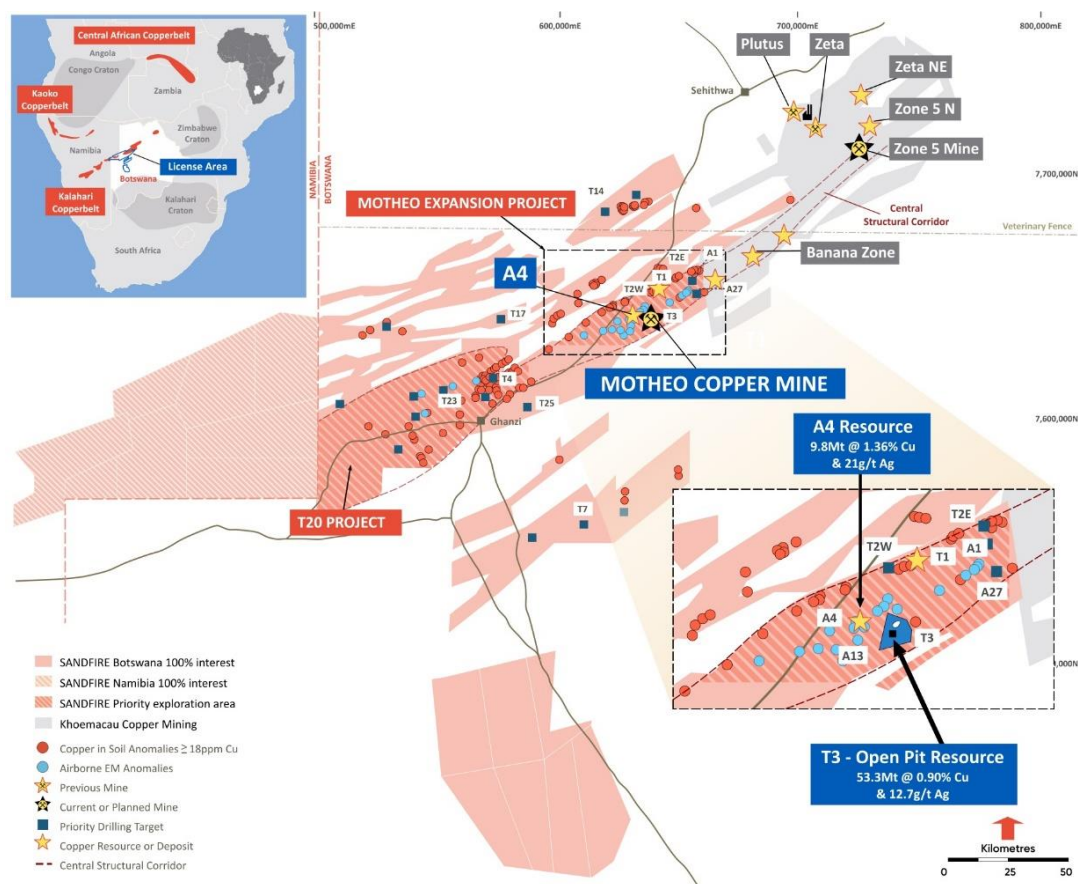 Central African Copperbelt
Angola
Congo Craton
Zambia
Kaoko
Copperbelt
Namibia
Zimbabwe
Craton
License Area
Botswana
Kalahari
Copperbelt
Kalahari
Craton
South Africa
500,000mE
600,000mE
700,000mE
800,000mE
NAMIBIA
BOTSWANA
Plutus
Zeta
Sehithwa
Zeta NE
Zone 5 N
Zone 5 Mine
7,700,000mN
T14
MOTHEO EXPANSION PROJECT
Central
Structural Corridor
Veterinary Fence
Banana Zone
A4
T2E
A1
T1
T2W
A27
T3
T17
MOTHEO COPPER MINE
T4
T23
T25
Ghanzi
7,600,000N
T20 PROJECT
T7
A4 Resource
9.8Mt @ 1.36% Cu
& 21g/t Ag
T2E
T2W
T1
A1
A27
A4
T3
A13
,000mN
T3 - Open Pit Resource
53.3Mt @ 0.90% Cu
& 12.7g/t Ag
SANDFIRE Botswana 100% interest
SANDFIRE Namibia 100% interest
SANDFIRE Priority exploration area
Khoemacau Copper Mining
Copper in Soil Anomalies ≥ 18ppm Cu
Airborne EM Anomalies
Previous Mine
Current or Planned Mine
Priority Drilling Target
Copper Resource or Deposit
Central Structural Corridor
Kilometres
0 25 50